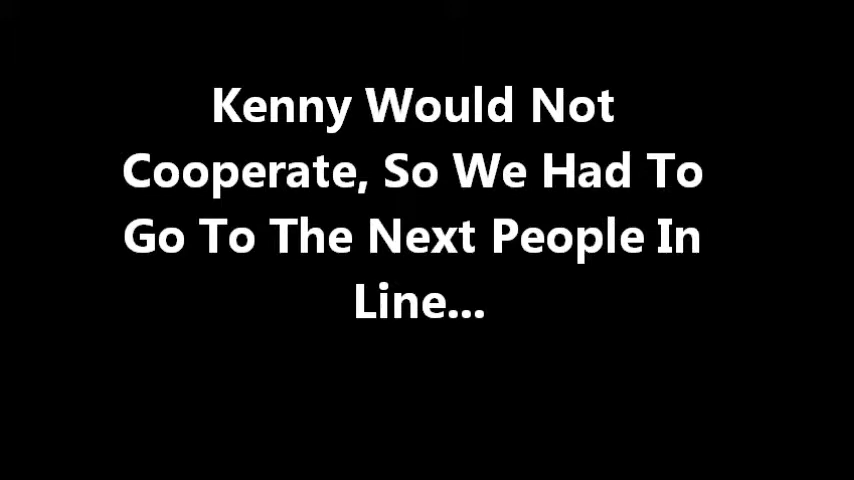 Kenny Would Not
Cooperate, So We Had To
Go To The Next People In
Line...